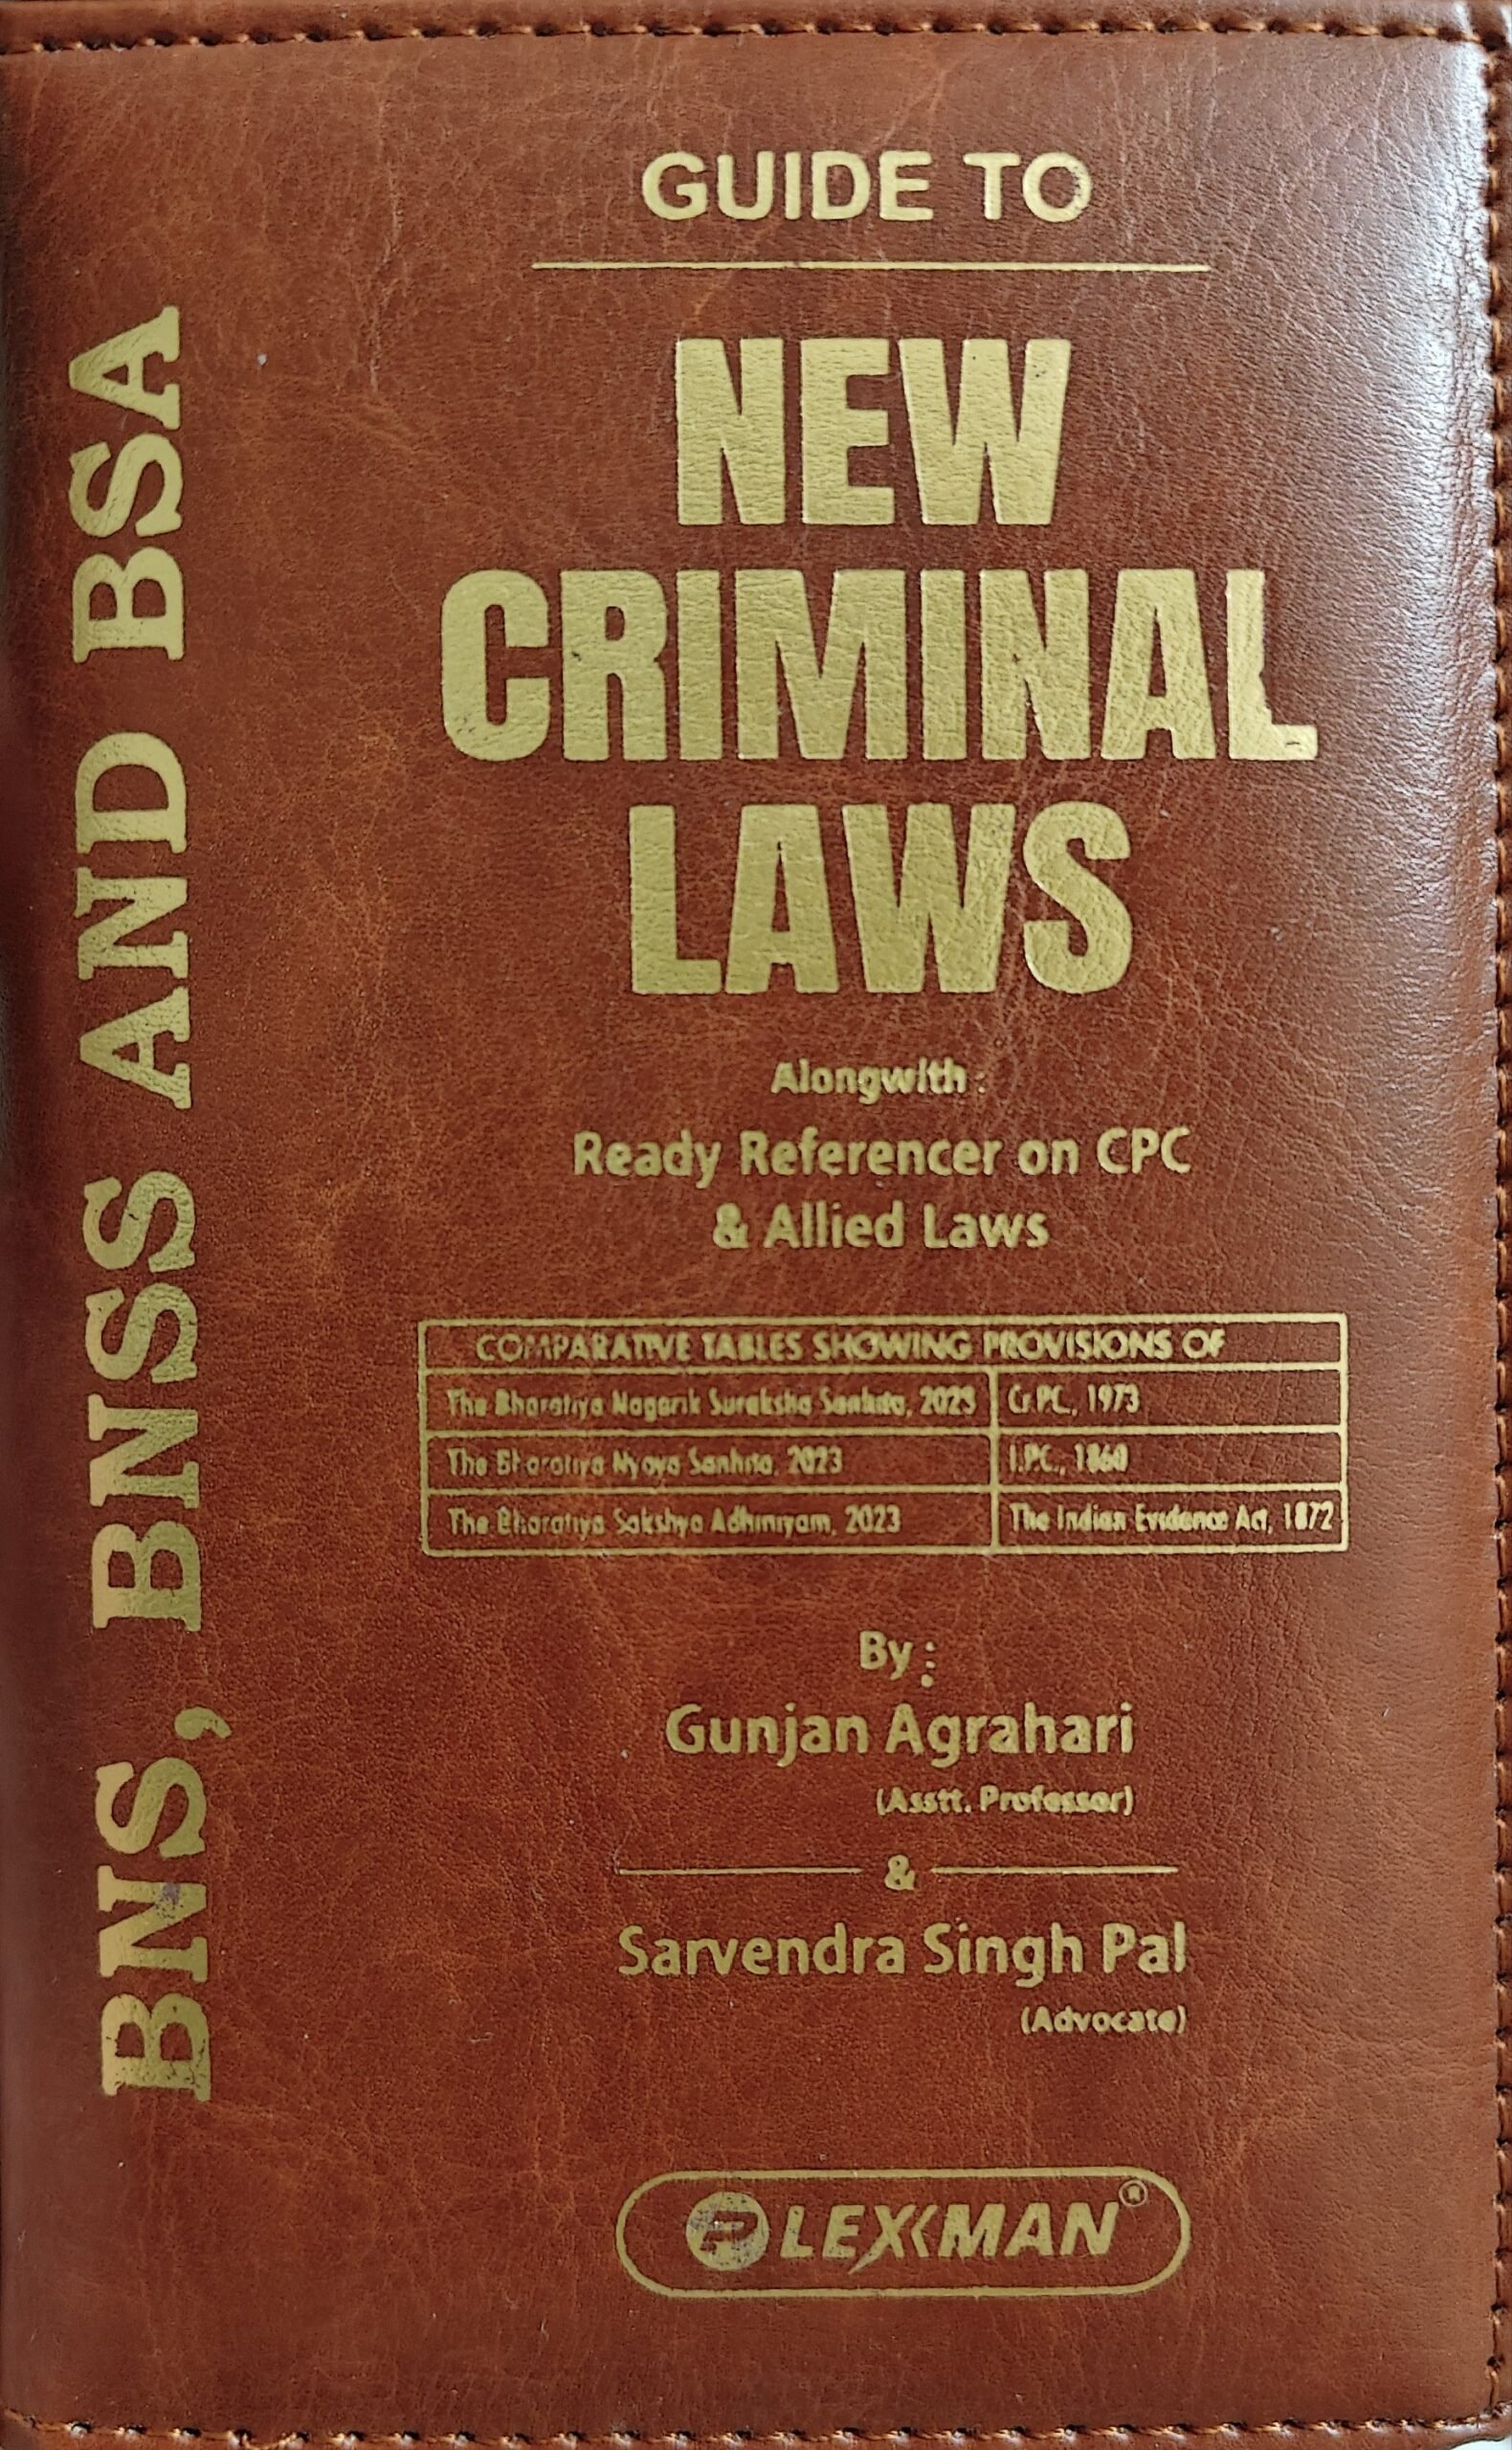 BNS, BNSS AND BSA
GUIDE TO
NEW
CRIMINAL
LAWS
Alongwith :
Ready Referencer on CPC
& Allied Laws
COMPARATIVE TABLES SHOWING PROVISIONS OF
The Bharatiya Nagarik Suraksha Sanhita, 2023 Cr.P.C., 1973
The Bharatiya Nyaya Sanhita, 2023 I.P.C., 1860
The Bharatiya Sakshya Adhiniyam, 2023 The Indian Evidence Act, 1872
By :
Gunjan Agrahari
(Asstt. Professor)
&
Sarvendra Singh Pal
(Advocate)
LEXMAN®